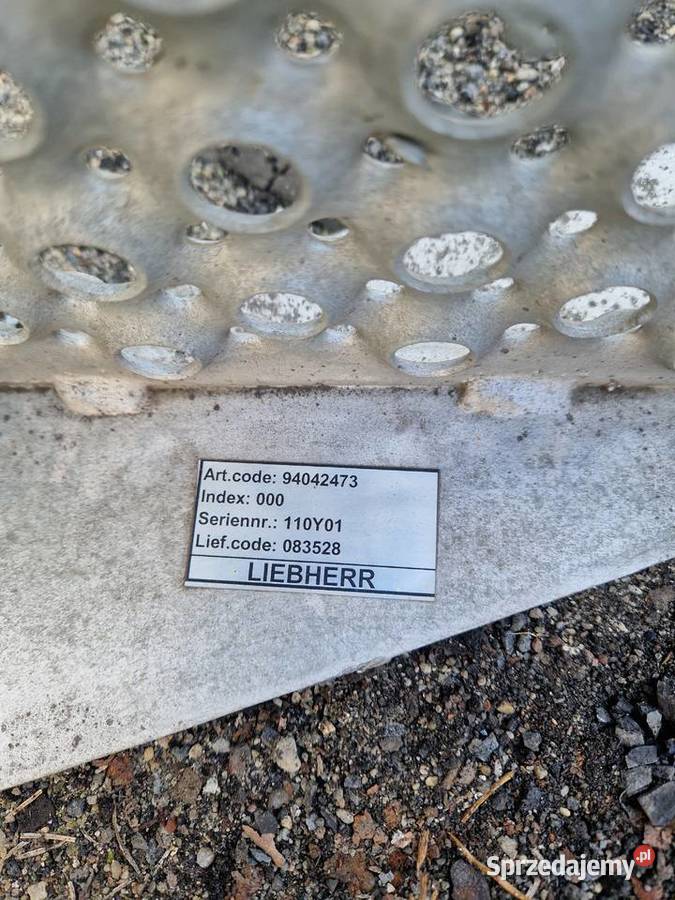 Art.code: 94042473
Index: 000
Seriennr.: 110Y01
Lief.code: 083528
LIEBHERR
Sprzedajemy.pl